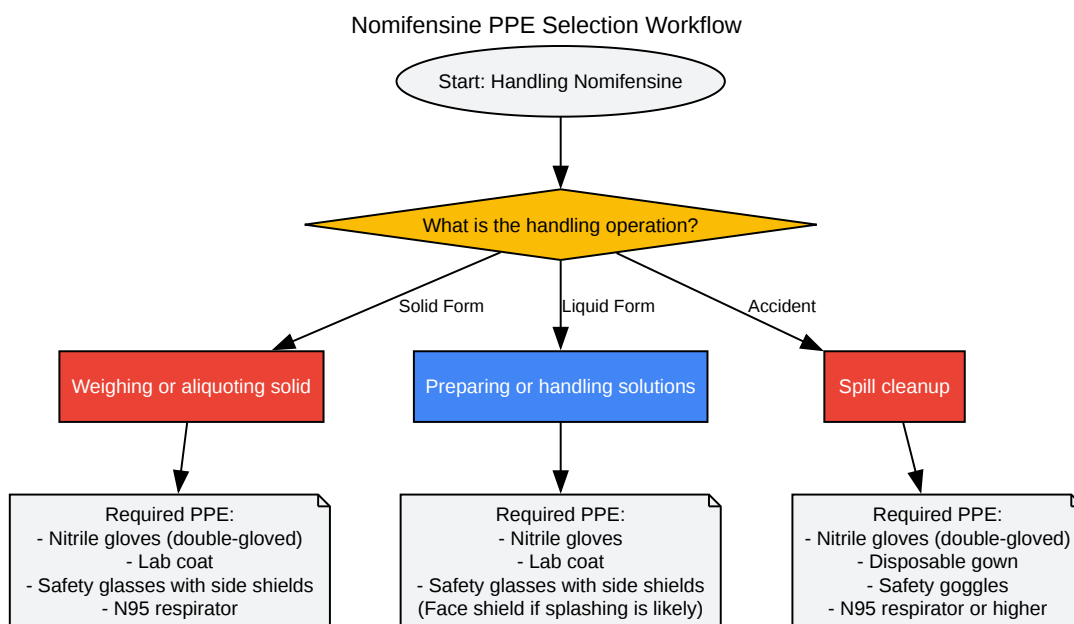 Nomifensine PPE Selection Workflow
Start: Handling Nomifensine
What is the handling operation?
Solid Form
Liquid Form
Accident
Weighing or aliquoting solid
Preparing or handling solutions
Spill cleanup
Required PPE:
- Nitrile gloves (double-gloved)
- Lab coat
- Safety glasses with side shields
- N95 respirator
Required PPE:
- Nitrile gloves
- Lab coat
- Safety glasses with side shields
(Face shield if splashing is likely)
Required PPE:
- Nitrile gloves (double-gloved)
- Disposable gown
- Safety goggles
- N95 respirator or higher